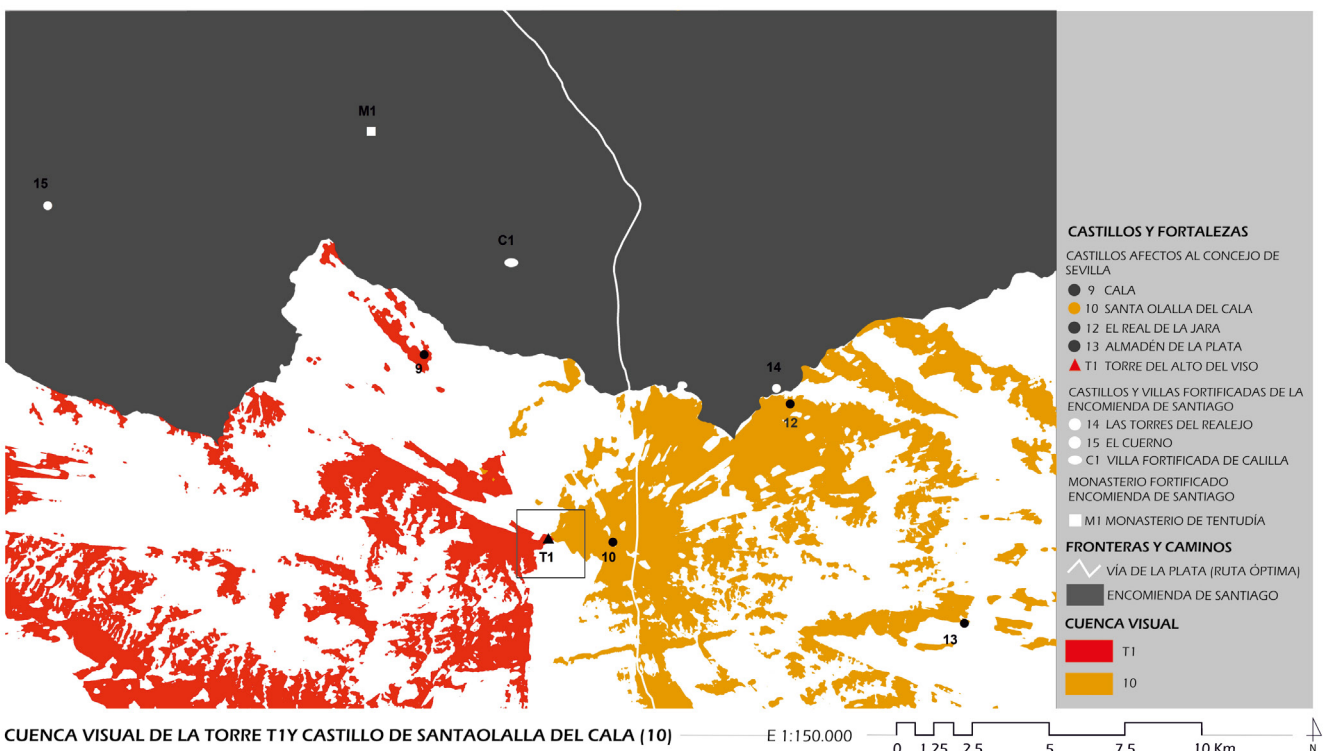 M1
15
C1
9
14
12
T1
10
13
CASTILLOS Y FORTALEZAS
CASTILLOS AFECTOS AL CONCEJO DE
SEVILLA
9 CALA
10 SANTA OLALLA DEL CALA
12 EL REAL DE LA JARA
13 ALMADÉN DE LA PLATA
T1 TORRE DEL ALTO DEL VISO
CASTILLOS Y VILLAS FORTIFICADAS DE LA
ENCOMIENDA DE SANTIAGO
14 LAS TORRES DEL REALEJO
15 EL CUERNO
C1 VILLA FORTIFICADA DE CALILLA
MONASTERIO FORTIFICADO
ENCOMIENDA DE SANTIAGO
M1 MONASTERIO DE TENTUDÍA
FRONTERAS Y CAMINOS
VÍA DE LA PLATA (RUTA ÓPTIMA)
ENCOMIENDA DE SANTIAGO
CUENCA VISUAL
T1
10
CUENCA VISUAL DE LA TORRE T1Y CASTILLO DE SANTAOLALLA DEL CALA (10)
E 1:150.000
0 1.25 2.5 5 7.5 10 Km
N